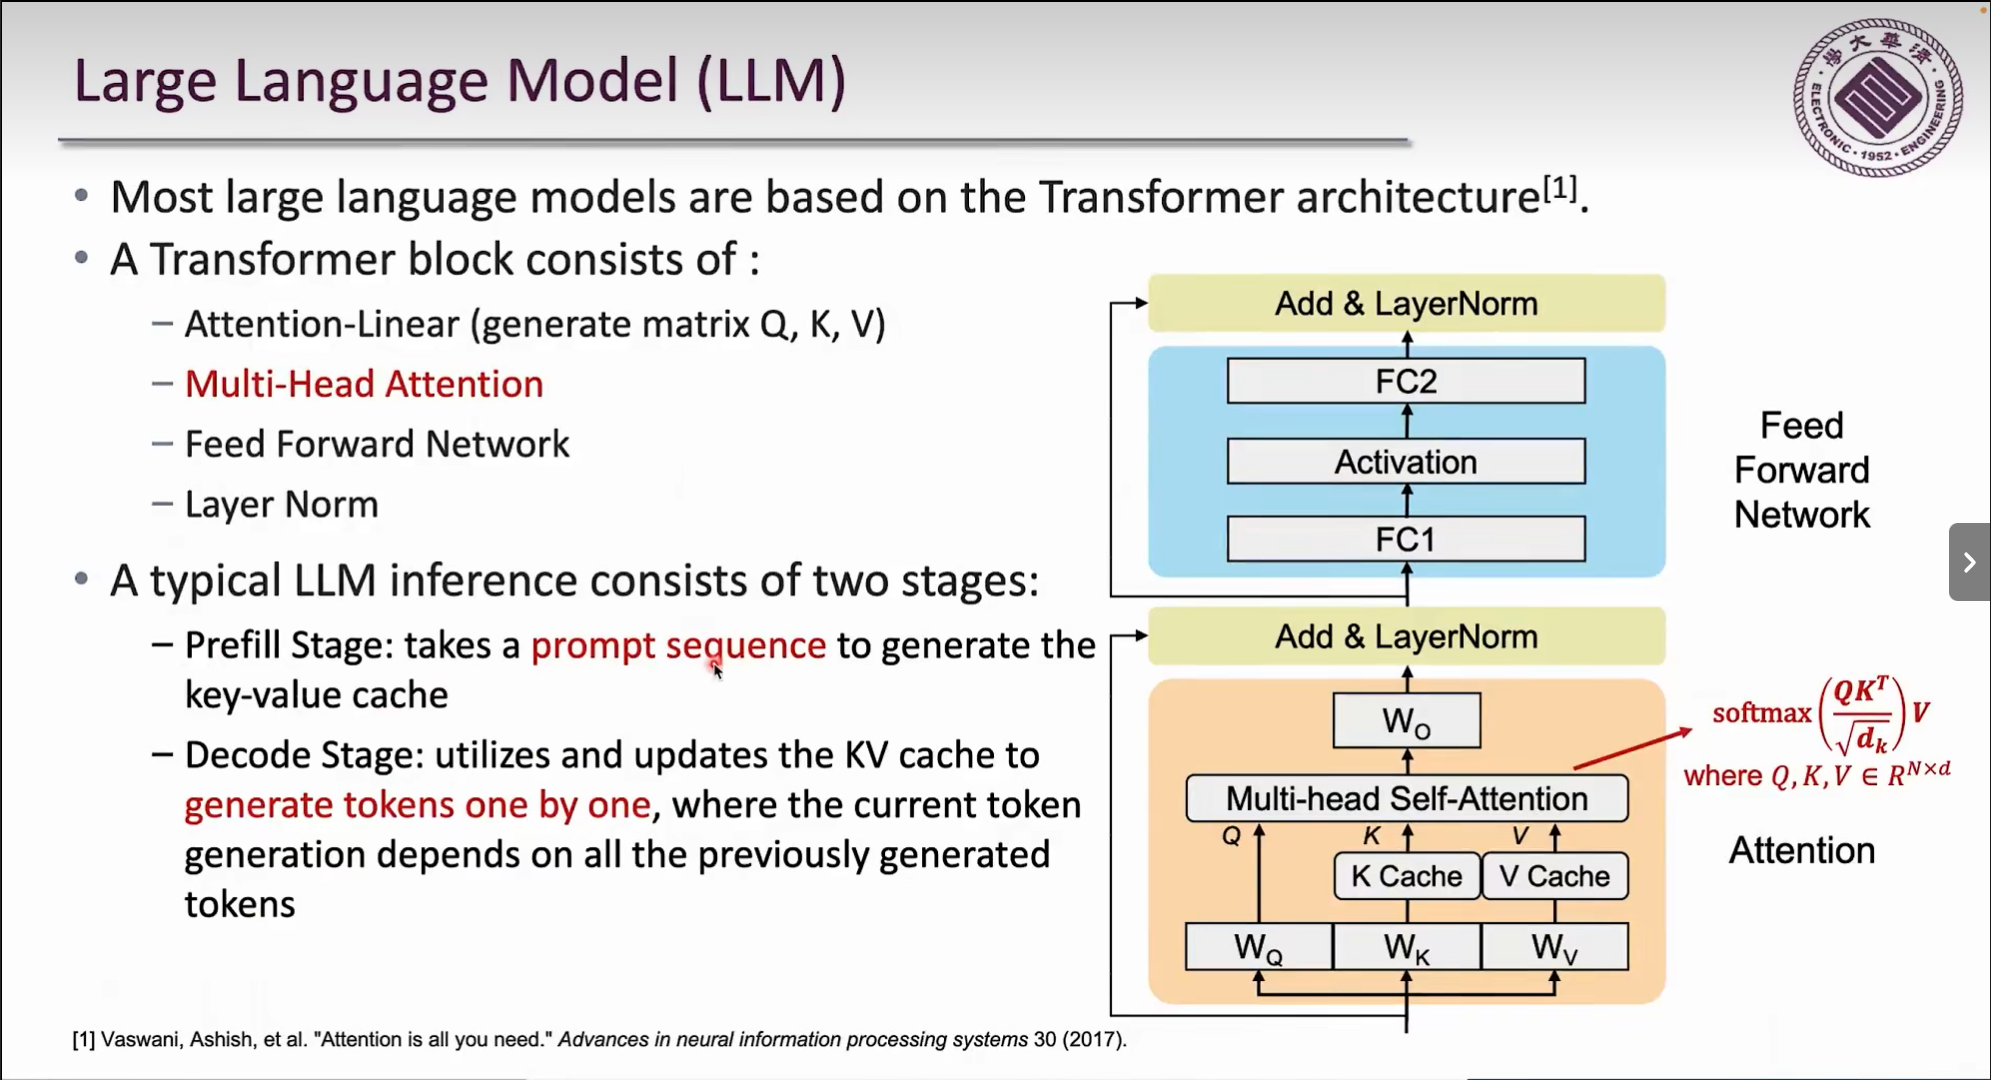 Large Language Model (LLM)
學大華清
ELECTRONIC • 1952 • ENGINEERING
• Most large language models are based on the Transformer architecture[1].
• A Transformer block consists of :
– Attention-Linear (generate matrix Q, K, V)
– Multi-Head Attention
– Feed Forward Network
– Layer Norm
• A typical LLM inference consists of two stages:
– Prefill Stage: takes a prompt sequence to generate the
key-value cache
– Decode Stage: utilizes and updates the KV cache to
generate tokens one by one, where the current token
generation depends on all the previously generated
tokens
Add & LayerNorm
FC2
Activation
FC1
Feed
Forward
Network
Add & LayerNorm
W_O
Multi-head Self-Attention
Q K V
K Cache V Cache
W_Q W_K W_V
softmax(QK^T/√d_k)V
where Q, K, V ∈ R^{N×d}
Attention
[1] Vaswani, Ashish, et al. "Attention is all you need." Advances in neural information processing systems 30 (2017).